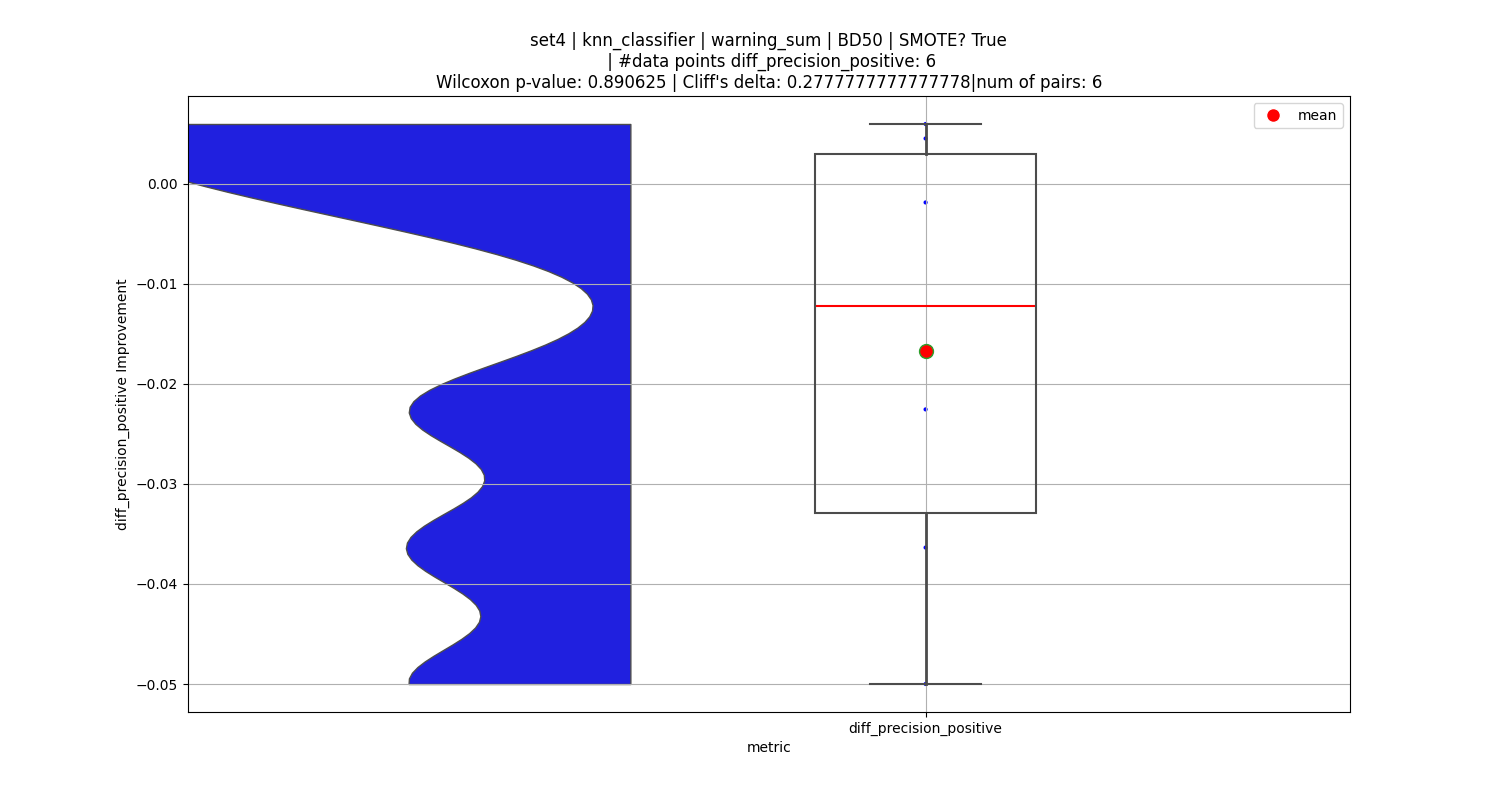 set4 | knn_classifier | warning_sum | BD50 | SMOTE? True
| #data points diff_precision_positive: 6
Wilcoxon p-value: 0.890625 | Cliff's delta: 0.2777777777777778|num of pairs: 6
mean
0.00
−0.01
−0.02
−0.03
−0.04
−0.05
diff_precision_positive Improvement
diff_precision_positive
metric